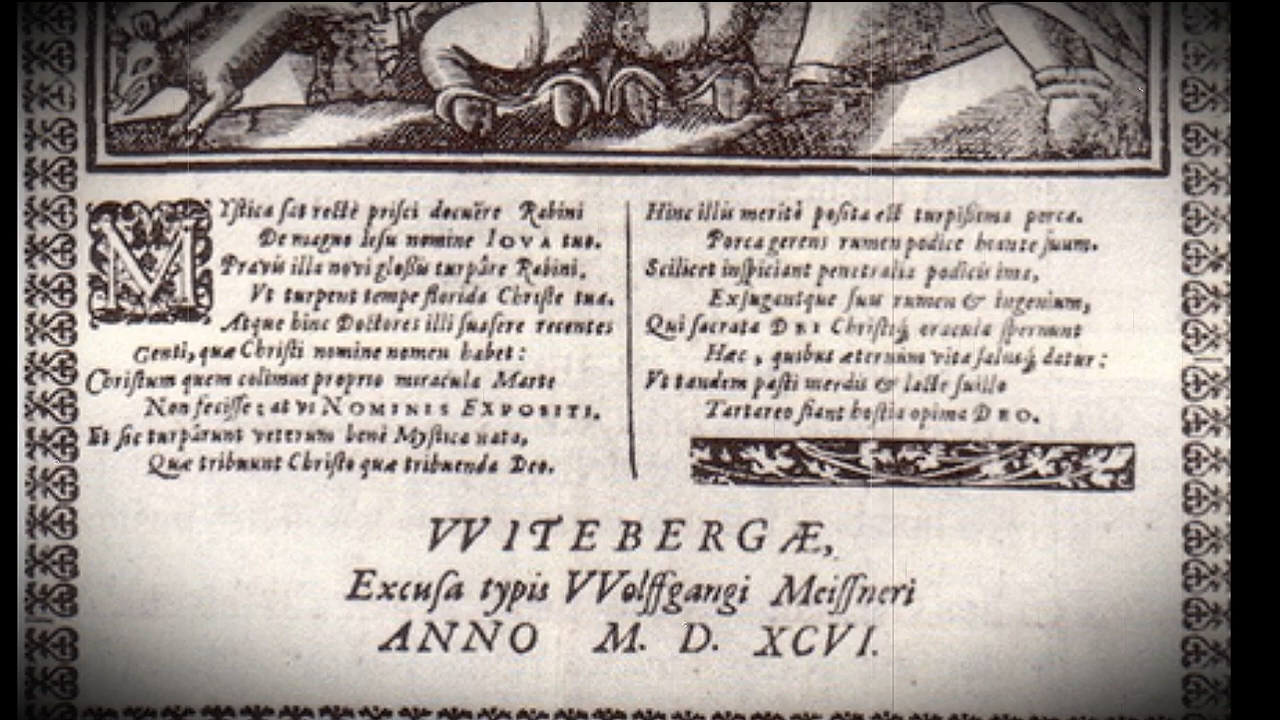 MYſtica ſat rectè priſci docuêre Rabini
De magno Ieſu nomine IOVA tuo.
Pravis illa novi gloſſis turpâre Rabini,
Vt turpent tempe florida Chriſte tua.
Atque hinc Doctores illi ſuaſere recentes
Genti, quæ Chriſti nomine nomen habet:
Chriſtum quem colimus proprio miracula Marte
Non feciſſe: at vi NOMINIS EXPOSITI.
Et ſic turpârunt veterum benè Myſtica nata,
Quæ tribuunt Chriſto quæ tribuenda Deo.
Hinc illis meritò poſita eſt turpiſſima porca.
Porca gerens rumen podice hiante ſuum.
Scilicet inſpiciant penetralia podicis ima,
Exſugantque ſuis rumen & ingenium,
Qui ſacrata DEI Chriſtiq́ oracula ſpernunt
Hæc, quibus æternùm vita ſaluſq́ datur:
Vt tandem paſti merdis & lacte ſuillo
Tartareo fiant hoſtia opima DEO.
VVITEBERGÆ,
Excuſa typis VVolffgangi Meiſſneri
ANNO M. D. XCVI.